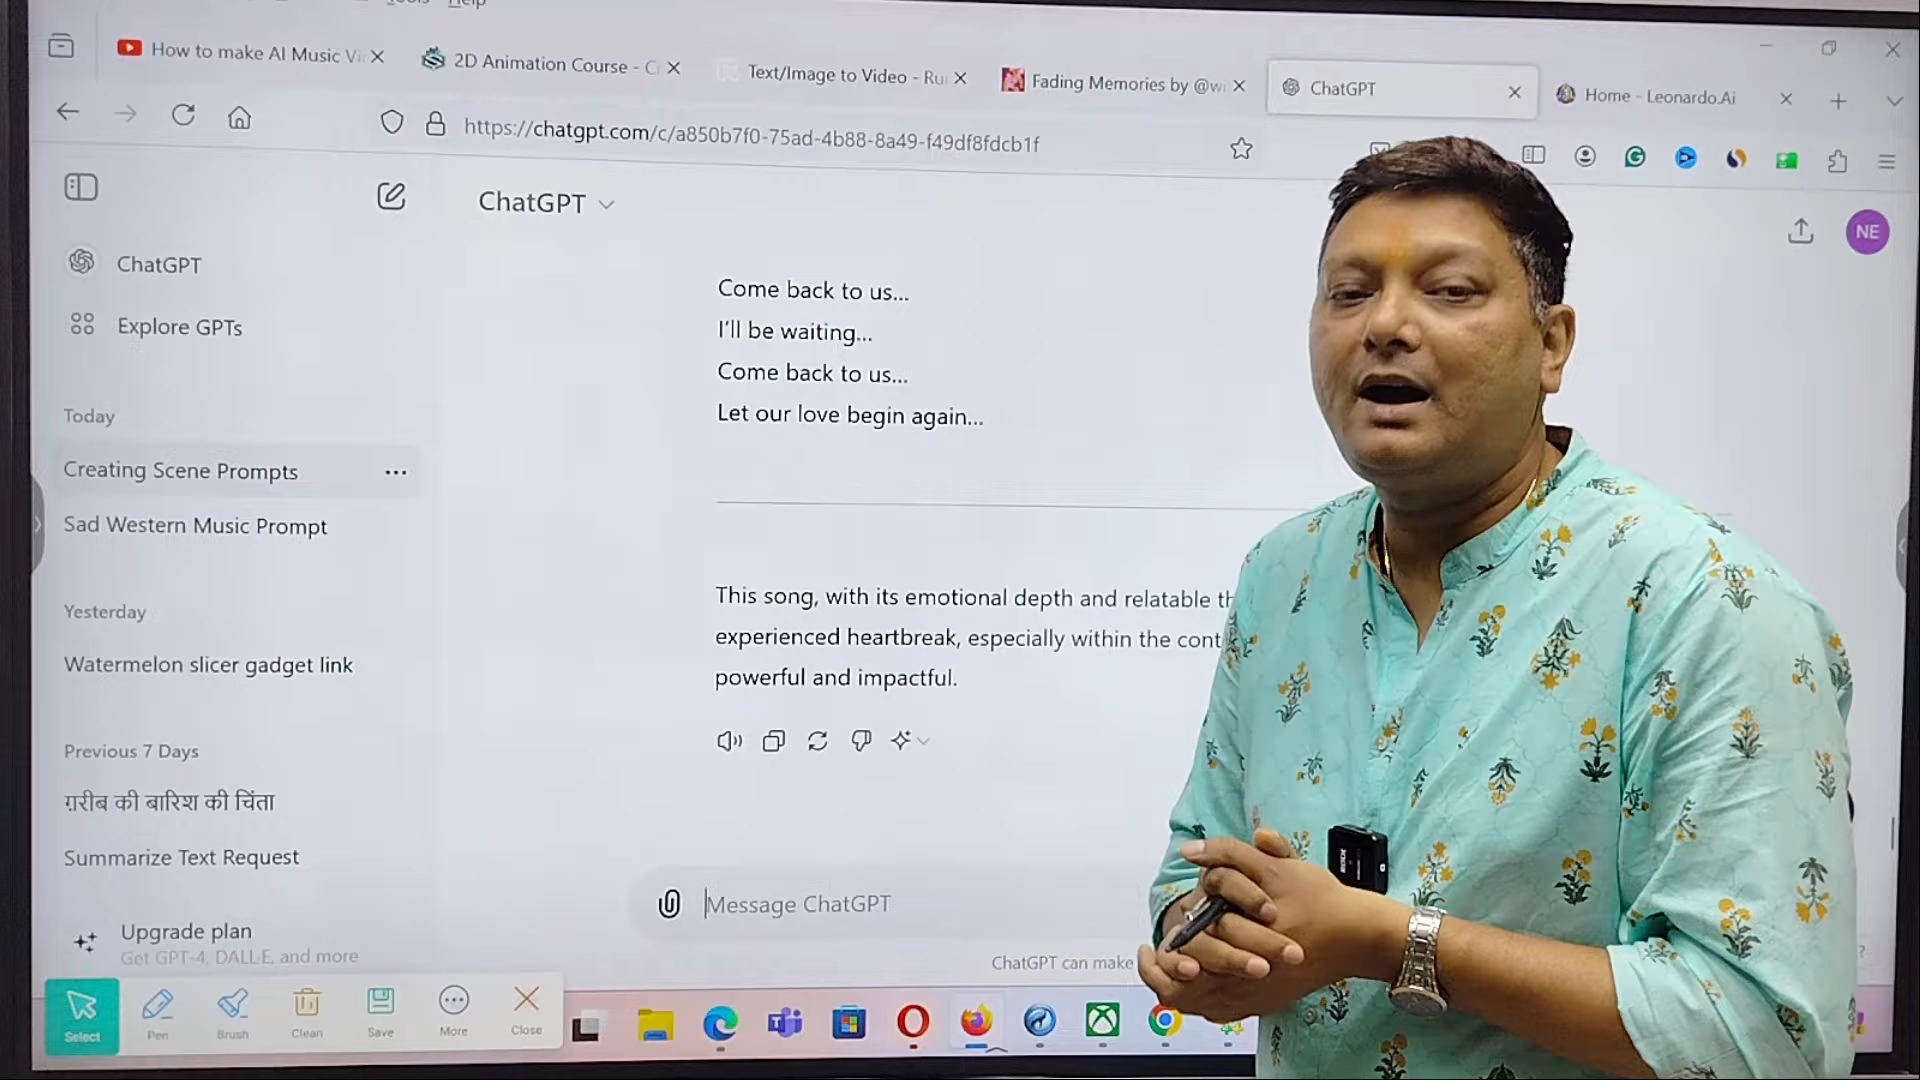 Help
How to make AI Music Vi
2D Animation Course - C
Text/Image to Video - Ru
Fading Memories by @w
ChatGPT
Home - Leonardo.Ai
https://chatgpt.com/c/a850b7f0-75ad-4b88-8a49-f49df8fdcb1f
ChatGPT
NE
ChatGPT
Explore GPTs
Today
Creating Scene Prompts
Sad Western Music Prompt
Yesterday
Watermelon slicer gadget link
Previous 7 Days
ग़रीब की बारिश की चिंता
Summarize Text Request
Upgrade plan
Get GPT-4, DALL·E, and more
Come back to us...
I'll be waiting...
Come back to us...
Let our love begin again...
This song, with its emotional depth and relatable th
experienced heartbreak, especially within the cont
powerful and impactful.
Message ChatGPT
ChatGPT can make
Select
Pen
Brush
Clean
Save
More
Close
RODE